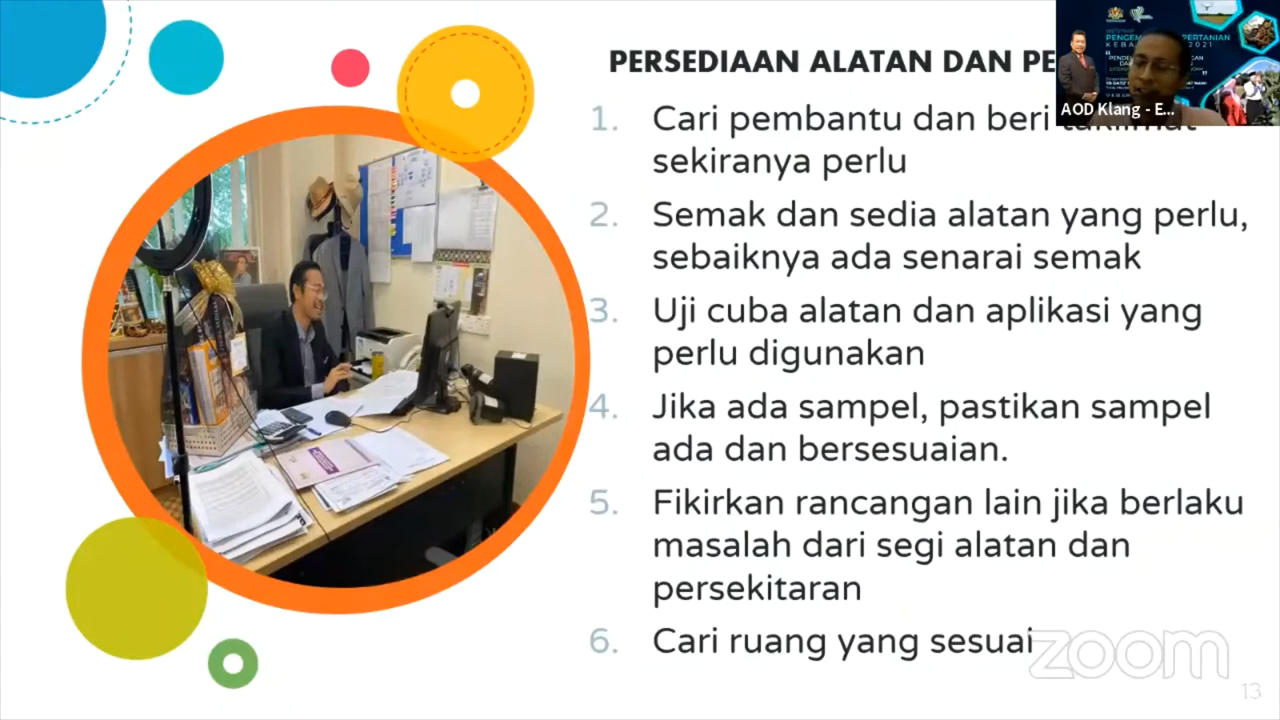 PERSEDIAAN ALATAN DAN
1. Cari pembantu dan beri
sekiranya perlu
2. Semak dan sedia alatan yang perlu,
sebaiknya ada senarai semak
3. Uji cuba alatan dan aplikasi yang
perlu digunakan
4. Jika ada sampel, pastikan sampel
ada dan bersesuaian.
5. Fikirkan rancangan lain jika berlaku
masalah dari segi alatan dan
persekitaran
6. Cari ruang yang sesuai
AOD Klang - E...
zoom
13